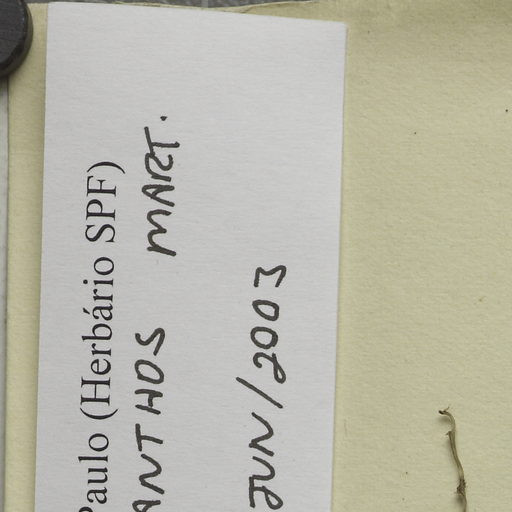 Paulo (Herbário SPF)
ANTHOS MART.
JUN/2003